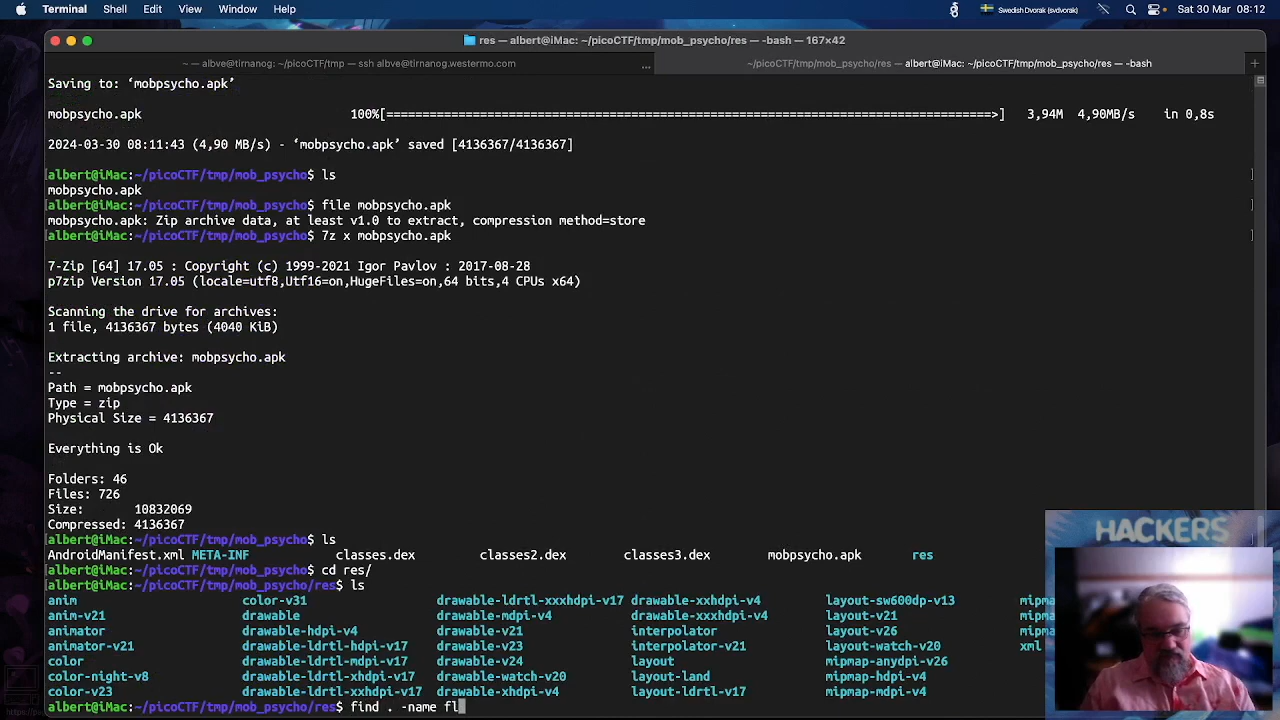 Terminal Shell Edit View Window Help Swedish Dvorak (svdvorak) Sat 30 Mar 08:12
res — albert@iMac: ~/picoCTF/tmp/mob_psycho/res — -bash — 167×42
~ — albve@tirnanog: ~/picoCTF/tmp — ssh albve@tirnanog.westermo.com ... ~/picoCTF/tmp/mob_psycho/res — albert@iMac: ~/picoCTF/tmp/mob_psycho/res — -bash +
Saving to: ‘mobpsycho.apk’
mobpsycho.apk 100%[================================================================================================>] 3,94M 4,90MB/s in 0,8s
2024-03-30 08:11:43 (4,90 MB/s) - ‘mobpsycho.apk’ saved [4136367/4136367]
[albert@iMac:~/picoCTF/tmp/mob_psycho$ ls ]
mobpsycho.apk
[albert@iMac:~/picoCTF/tmp/mob_psycho$ file mobpsycho.apk ]
mobpsycho.apk: Zip archive data, at least v1.0 to extract, compression method=store
[albert@iMac:~/picoCTF/tmp/mob_psycho$ 7z x mobpsycho.apk ]
7-Zip [64] 17.05 : Copyright (c) 1999-2021 Igor Pavlov : 2017-08-28
p7zip Version 17.05 (locale=utf8,Utf16=on,HugeFiles=on,64 bits,4 CPUs x64)
Scanning the drive for archives:
1 file, 4136367 bytes (4040 KiB)
Extracting archive: mobpsycho.apk
--
Path = mobpsycho.apk
Type = zip
Physical Size = 4136367
Everything is Ok
Folders: 46
Files: 726
Size: 10832069
Compressed: 4136367
[albert@iMac:~/picoCTF/tmp/mob_psycho$ ls
AndroidManifest.xml META-INF classes.dex classes2.dex classes3.dex mobpsycho.apk res
[albert@iMac:~/picoCTF/tmp/mob_psycho$ cd res/
[albert@iMac:~/picoCTF/tmp/mob_psycho/res$ ls
anim color-v31 drawable-ldrtl-xxxhdpi-v17 drawable-xxhdpi-v4 layout-sw600dp-v13
anim-v21 drawable drawable-mdpi-v4 drawable-xxxhdpi-v4 layout-v21
animator drawable-hdpi-v4 drawable-v21 interpolator layout-v26
animator-v21 drawable-ldrtl-hdpi-v17 drawable-v23 interpolator-v21 layout-watch-v20 xml
color drawable-ldrtl-mdpi-v17 drawable-v24 layout mipmap-anydpi-v26
color-night-v8 drawable-ldrtl-xhdpi-v17 drawable-watch-v20 layout-land mipmap-hdpi-v4
color-v23 drawable-ldrtl-xxhdpi-v17 drawable-xhdpi-v4 layout-ldrtl-v17 mipmap-mdpi-v4
albert@iMac:~/picoCTF/tmp/mob_psycho/res$ find . -name fl
HACKERS